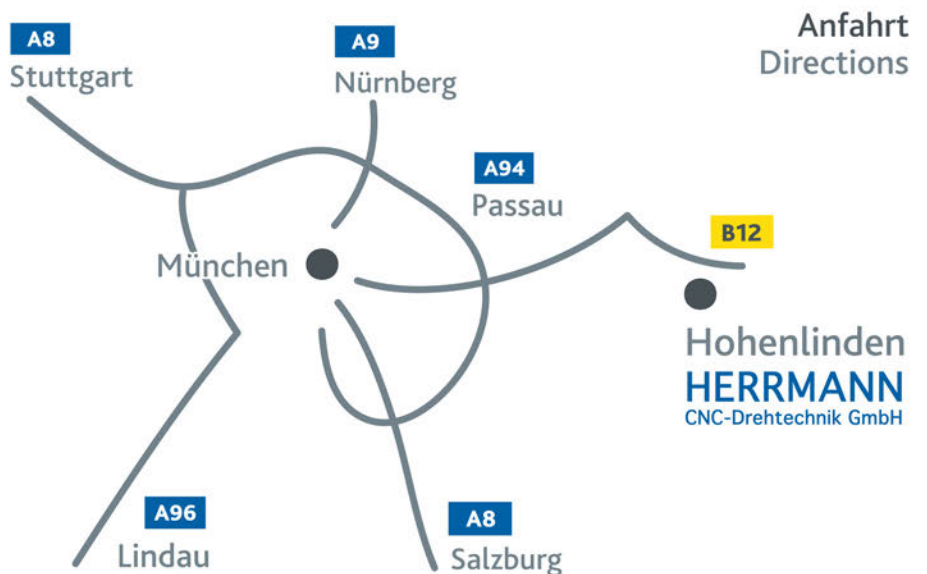 Anfahrt
Directions
A8
Stuttgart
A9
Nürnberg
A94
Passau
B12
München
Hohenlinden
HERRMANN
CNC-Drehtechnik GmbH
A96
Lindau
A8
Salzburg